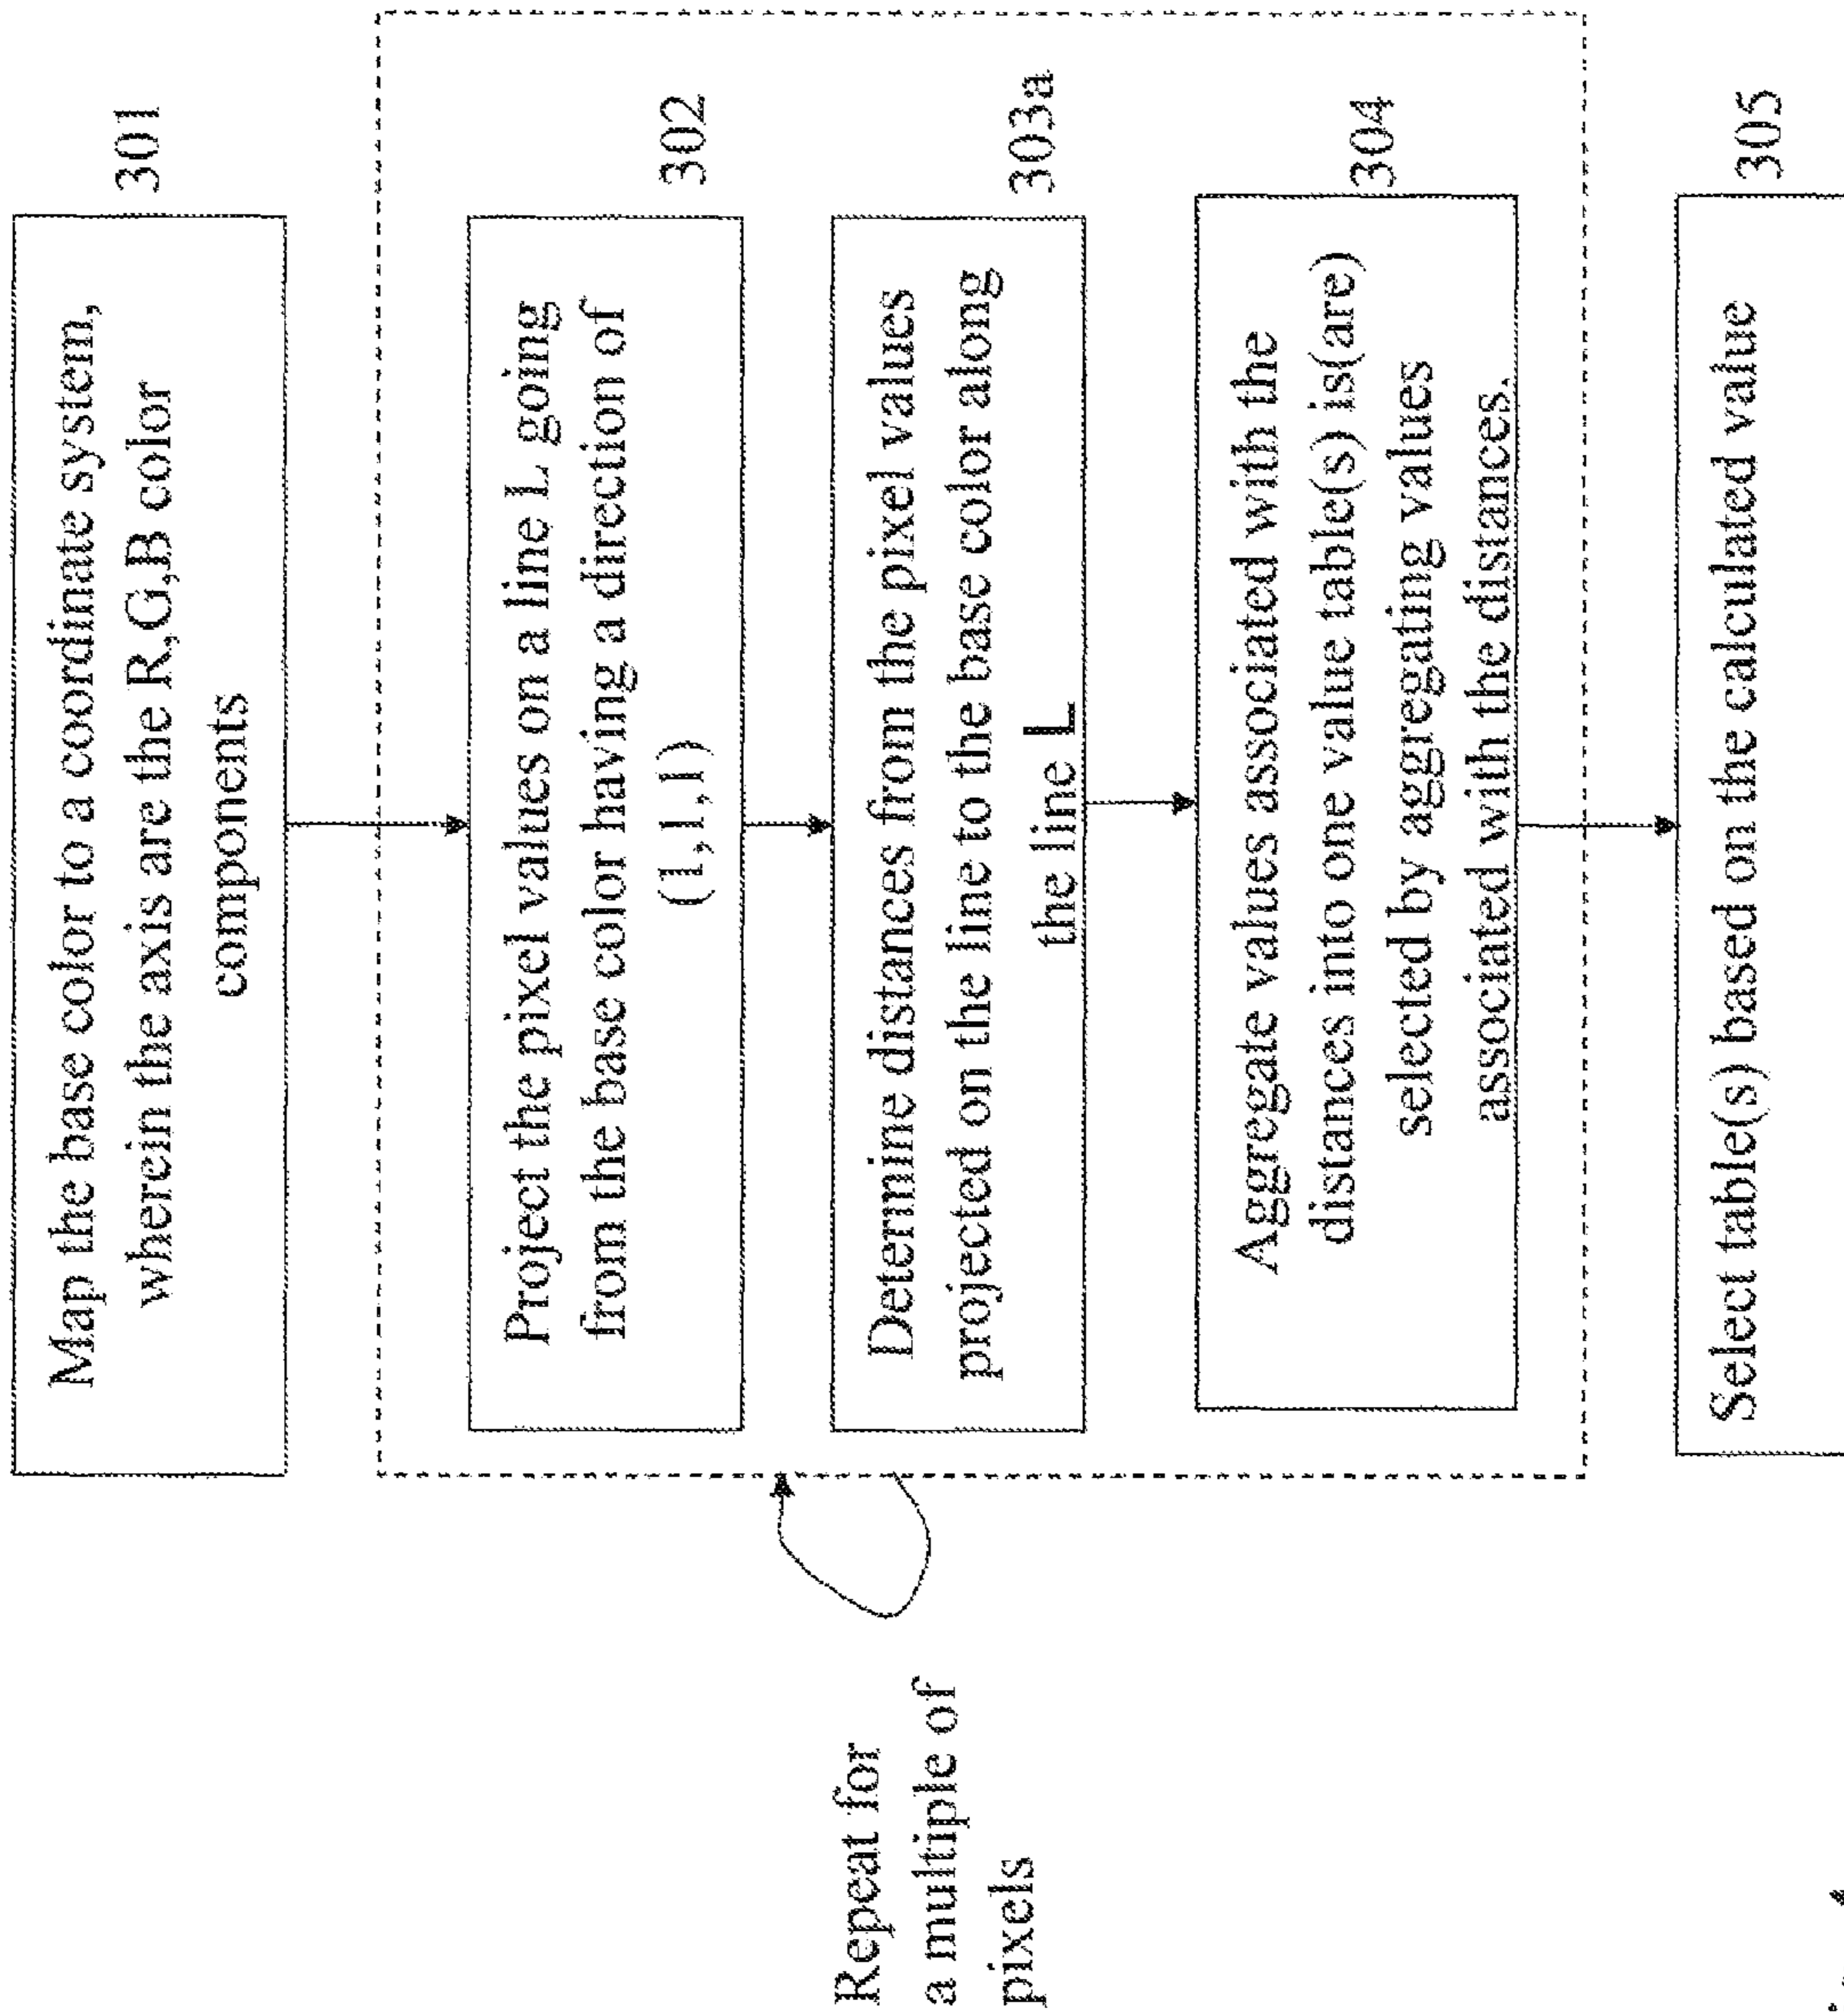 Map the base color to a coordinate system,
wherein the axis are the R,G,B color
components
301
Project the pixel values on a line L going
from the base color having a direction of
(1,1,1)
302
Determine distances from the pixel values
projected on the line to the base color along
the line L
303a
Aggregate values associated with the
distances into one value table(s) is(are)
selected by aggregating values
associated with the distances.
304
Select table(s) based on the calculated value
305
Repeat for
a multiple of
pixels